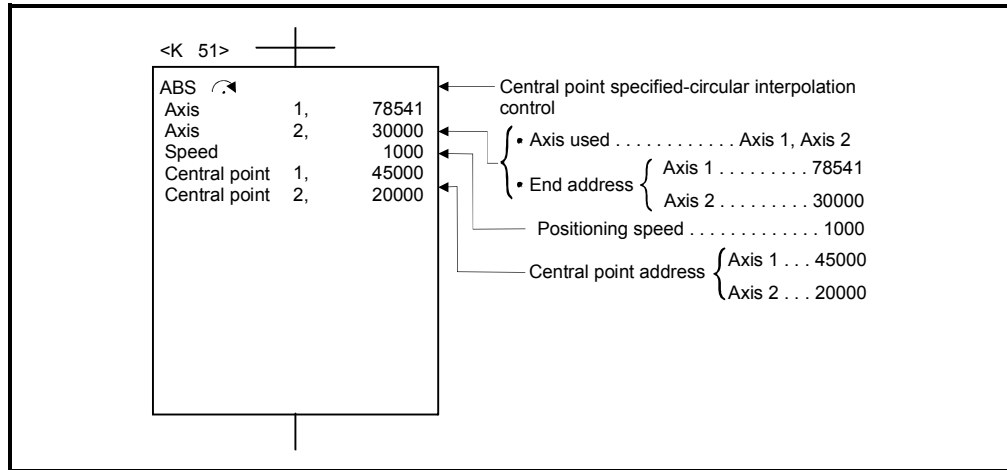 <K 51>
ABS
Axis 1, 78541
Axis 2, 30000
Speed 1000
Central point 1, 45000
Central point 2, 20000
Central point specified-circular interpolation
control
• Axis used . . . . . . . . . . . . Axis 1, Axis 2
• End address
Axis 1 . . . . . . . . . 78541
Axis 2 . . . . . . . . . 30000
Positioning speed . . . . . . . . . . . . . 1000
Central point address
Axis 1 . . . 45000
Axis 2 . . . 20000